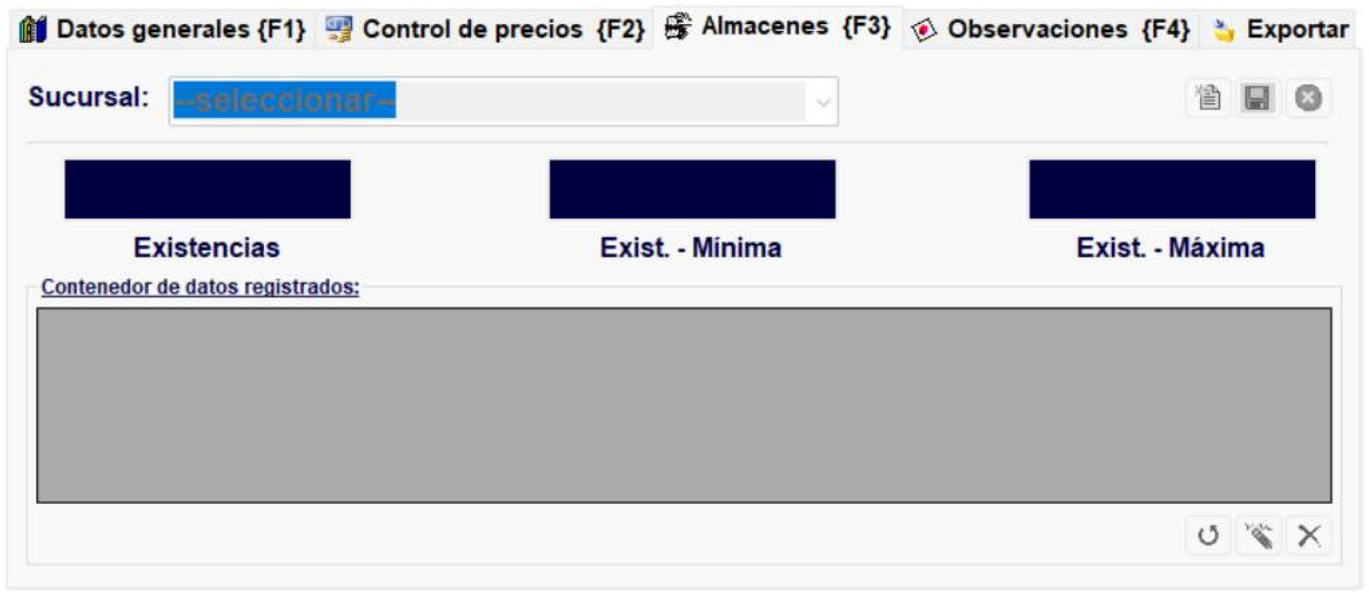 Datos generales {F1} Control de precios {F2} Almacenes {F3} Observaciones {F4} Exportar
Sucursal: --seleccionar--
Existencias Exist. - Mínima Exist. - Máxima
Contenedor de datos registrados: